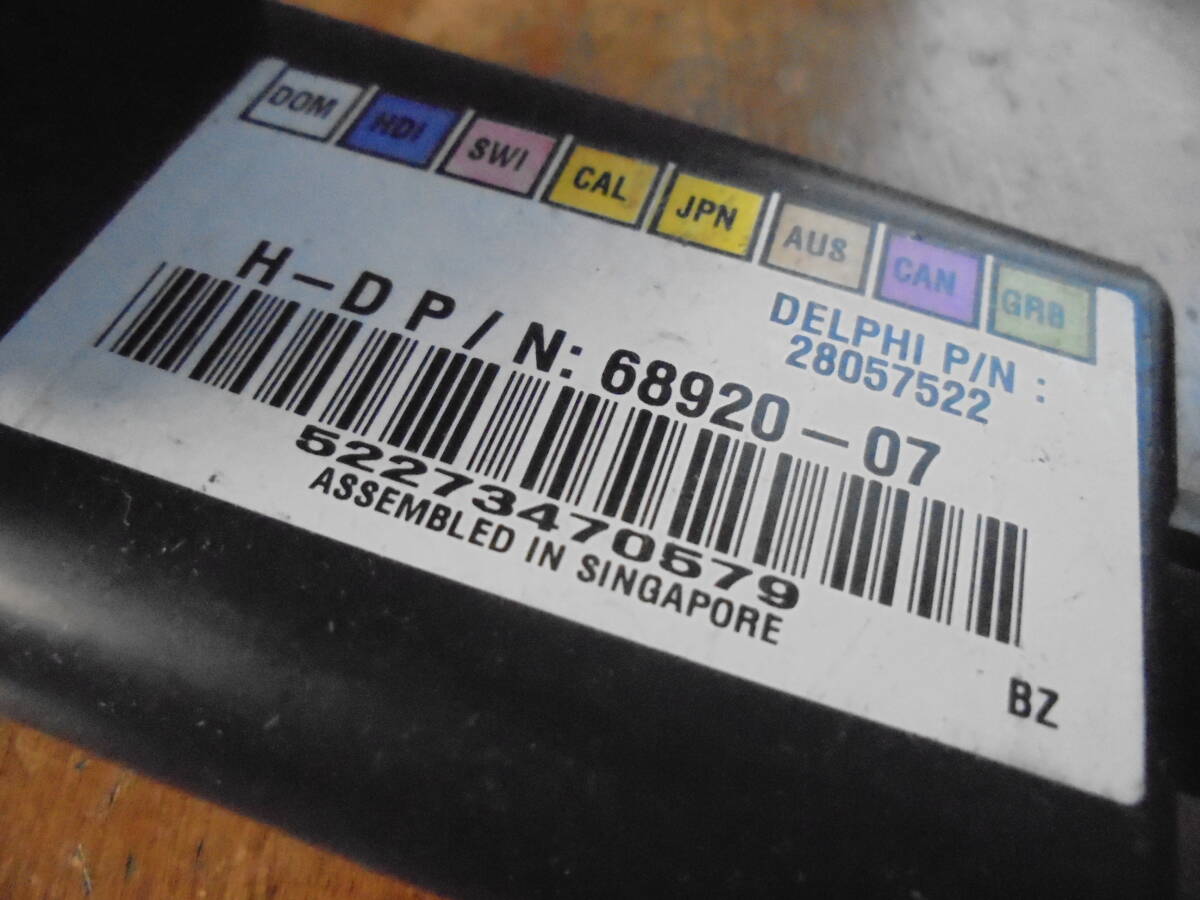 DOM HDI SWI CAL JPN AUS CAN GRB
DELPHI P/N :
28057522
H-D P/N: 68920-07
52273470579
ASSEMBLED IN SINGAPORE
BZ